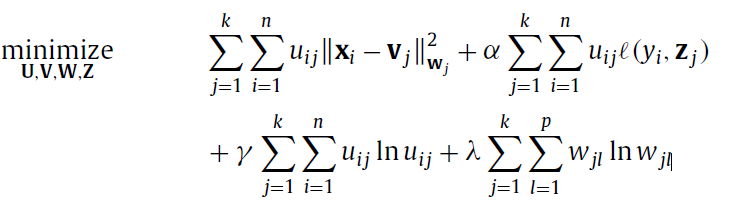 minimize U,V,W,Z ∑_{j=1}^{k} ∑_{i=1}^{n} u_{ij} ‖𝐱_i − 𝐯_j‖²_{𝐰_j} + α ∑_{j=1}^{k} ∑_{i=1}^{n} u_{ij} ℓ(y_i, 𝐳_j)
+ γ ∑_{j=1}^{k} ∑_{i=1}^{n} u_{ij} ln u_{ij} + λ ∑_{j=1}^{k} ∑_{l=1}^{p} w_{jl} ln w_{jl}